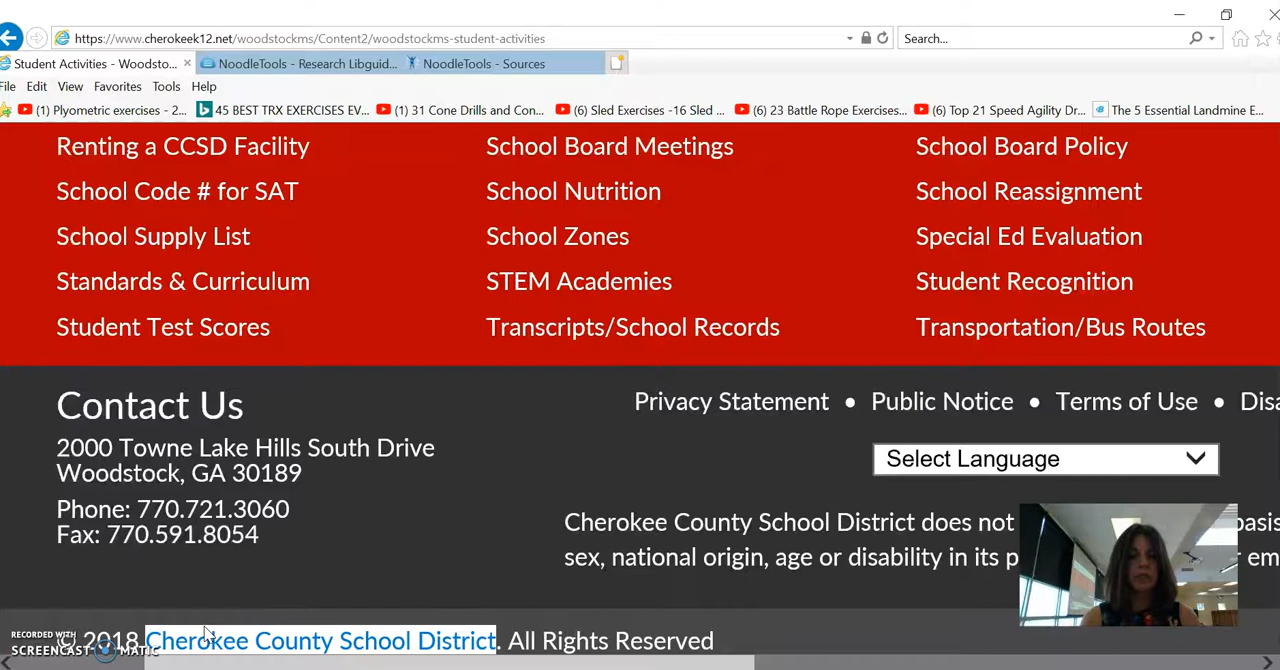 https://www.cherokeek12.net/woodstockms/Content2/woodstockms-student-activities
Search...
Student Activities - Woodsto...
NoodleTools - Research Libguid...
NoodleTools - Sources
File Edit View Favorites Tools Help
(1) Plyometric exercises - 2...
45 BEST TRX EXERCISES EV...
(1) 31 Cone Drills and Con...
(6) Sled Exercises -16 Sled ...
(6) 23 Battle Rope Exercises...
(6) Top 21 Speed Agility Dr...
The 5 Essential Landmine E...
Renting a CCSD Facility School Board Meetings School Board Policy
School Code # for SAT School Nutrition School Reassignment
School Supply List School Zones Special Ed Evaluation
Standards & Curriculum STEM Academies Student Recognition
Student Test Scores Transcripts/School Records Transportation/Bus Routes
Contact Us
2000 Towne Lake Hills South Drive
Woodstock, GA 30189
Phone: 770.721.3060
Fax: 770.591.8054
Privacy Statement • Public Notice • Terms of Use • Disa
Select Language
Cherokee County School District does not basis
sex, national origin, age or disability in its p r em
© 2018 Cherokee County School District. All Rights Reserved
RECORDED WITH
SCREENCAST MATIC